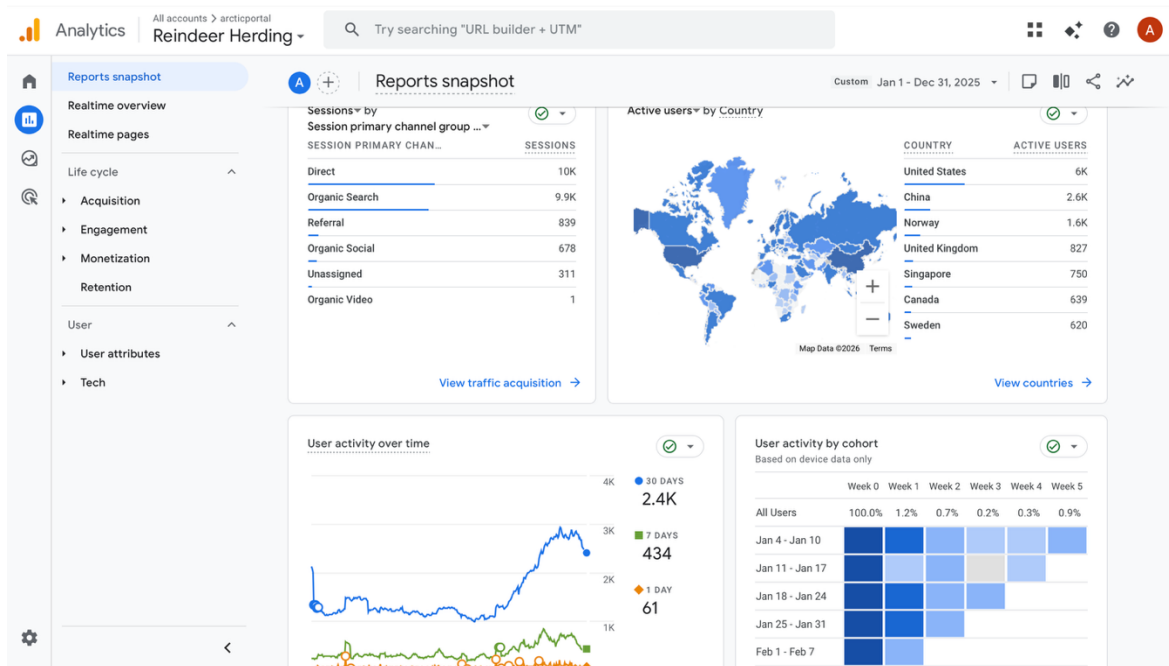 Analytics
All accounts > arcticportal
Reindeer Herding
Try searching "URL builder + UTM"
A
Reports snapshot
Realtime overview
Realtime pages
Life cycle
Acquisition
Engagement
Monetization
Retention
User
User attributes
Tech
A
Reports snapshot
Custom Jan 1 - Dec 31, 2025
Sessions by
Session primary channel group ...
SESSION PRIMARY CHAN... SESSIONS
Direct 10K
Organic Search 9.9K
Referral 839
Organic Social 678
Unassigned 311
Organic Video 1
View traffic acquisition
Active users by Country
COUNTRY ACTIVE USERS
United States 6K
China 2.6K
Norway 1.6K
United Kingdom 827
Singapore 750
Canada 639
Sweden 620
Map Data ©2026 Terms
View countries
User activity over time
4K
3K
2K
1K
30 DAYS
2.4K
7 DAYS
434
1 DAY
61
User activity by cohort
Based on device data only
Week 0 Week 1 Week 2 Week 3 Week 4 Week 5
All Users 100.0% 1.2% 0.7% 0.2% 0.3% 0.9%
Jan 4 - Jan 10
Jan 11 - Jan 17
Jan 18 - Jan 24
Jan 25 - Jan 31
Feb 1 - Feb 7